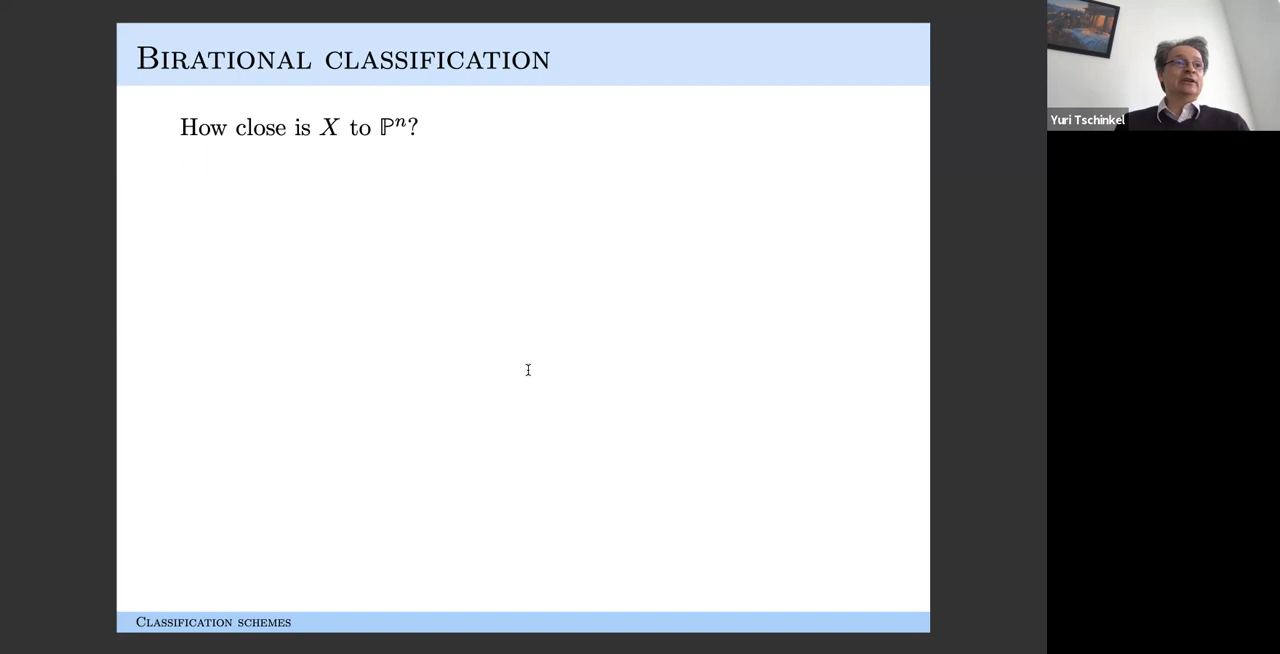 BIRATIONAL CLASSIFICATION
How close is X to ℙⁿ?
CLASSIFICATION SCHEMES
Yuri Tschinkel